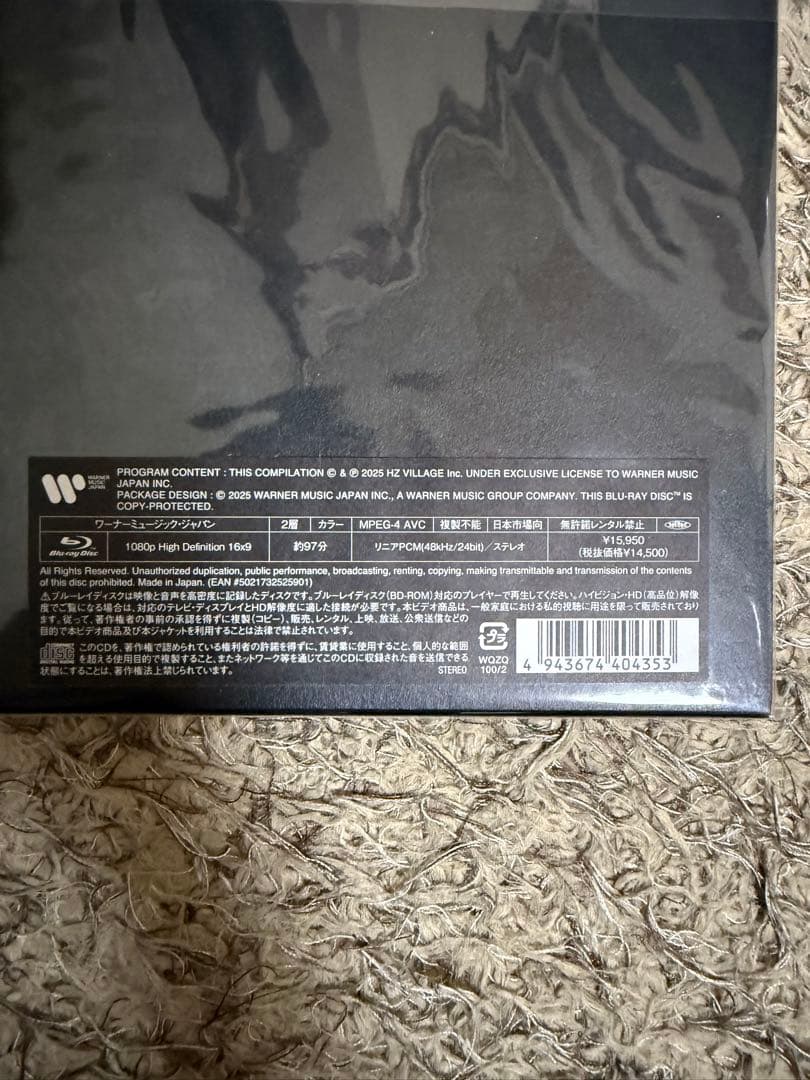 WARNER MUSIC JAPAN
PROGRAM CONTENT : THIS COMPILATION © & ℗ 2025 HZ VILLAGE Inc. UNDER EXCLUSIVE LICENSE TO WARNER MUSIC
JAPAN INC.
PACKAGE DESIGN : © 2025 WARNER MUSIC JAPAN INC., A WARNER MUSIC GROUP COMPANY. THIS BLU-RAY DISC™ IS
COPY-PROTECTED.
ワーナーミュージック・ジャパン 2層 カラー MPEG-4 AVC 複製不能 日本市場向 無許諾レンタル禁止
Blu-ray Disc 1080p High Definition 16x9 約97分 リニアPCM(48kHz/24bit)/ステレオ ¥15,950
(税抜価格¥14,500)
All Rights Reserved. Unauthorized duplication, public performance, broadcasting, renting, copying, making transmittable and transmission of the contents
of this disc prohibited. Made in Japan. (EAN #5021732525901)
⚠ブルーレイディスクは映像と音声を高密度に記録したディスクです。ブルーレイディスク(BD-ROM)対応のプレイヤーで再生してください。ハイビジョン・HD(高品位)解像
度でご覧になる場合は、対応のテレビ・ディスプレイとHD解像度に適した接続が必要です。本ビデオ商品は、一般家庭における私的視聴に用途を限って販売されており
ます。従って、著作権者の事前の承認を得ずに複製(コピー)、販売、レンタル、上映、放送、公衆送信などの
目的で本ビデオ商品及び本ジャケットを利用することは法律で禁止されています。
disc このCDを、著作権で認められている権利者の許諾を得ずに、賃貸業に使用すること、個人的な範囲
を超える使用目的で複製すること、またネットワーク等を通じてこのCDに収録された音を送信できる
状態にすることは、著作権法上禁じられています。
STEREO
プラ
WQZQ
100/2
4 943674 404353